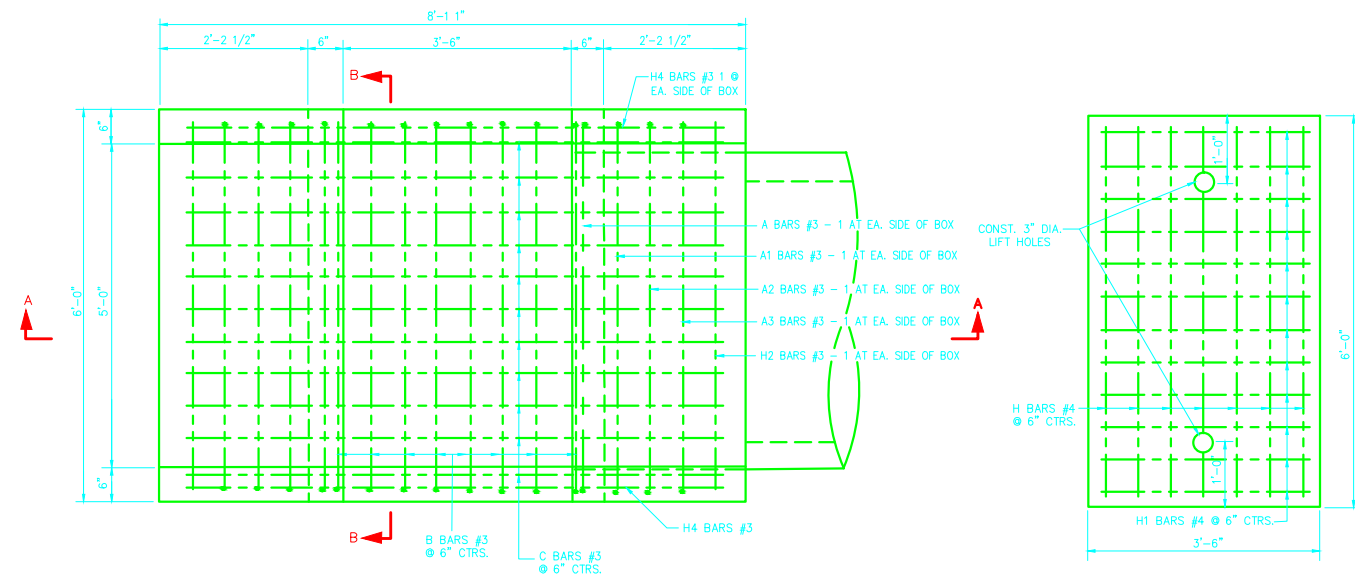 8'-11"
2'-2 1/2"
6"
3'-6"
6"
2'-2 1/2"
B
H4 BARS #3 1 @
EA. SIDE OF BOX
6"
1'-0"
A BARS #3 - 1 AT EA. SIDE OF BOX
CONST. 3" DIA.
LIFT HOLES
A1 BARS #3 - 1 AT EA. SIDE OF BOX
A2 BARS #3 - 1 AT EA. SIDE OF BOX
A
6'-0"
5'-0"
A
A3 BARS #3 - 1 AT EA. SIDE OF BOX
6'-0"
H2 BARS #3 - 1 AT EA. SIDE OF BOX
H BARS #4
@ 6" CTRS.
6"
1'-0"
H4 BARS #3
H1 BARS #4 @ 6" CTRS.
B
B BARS #3
@ 6" CTRS.
3'-6"
C BARS #3
@ 6" CTRS.